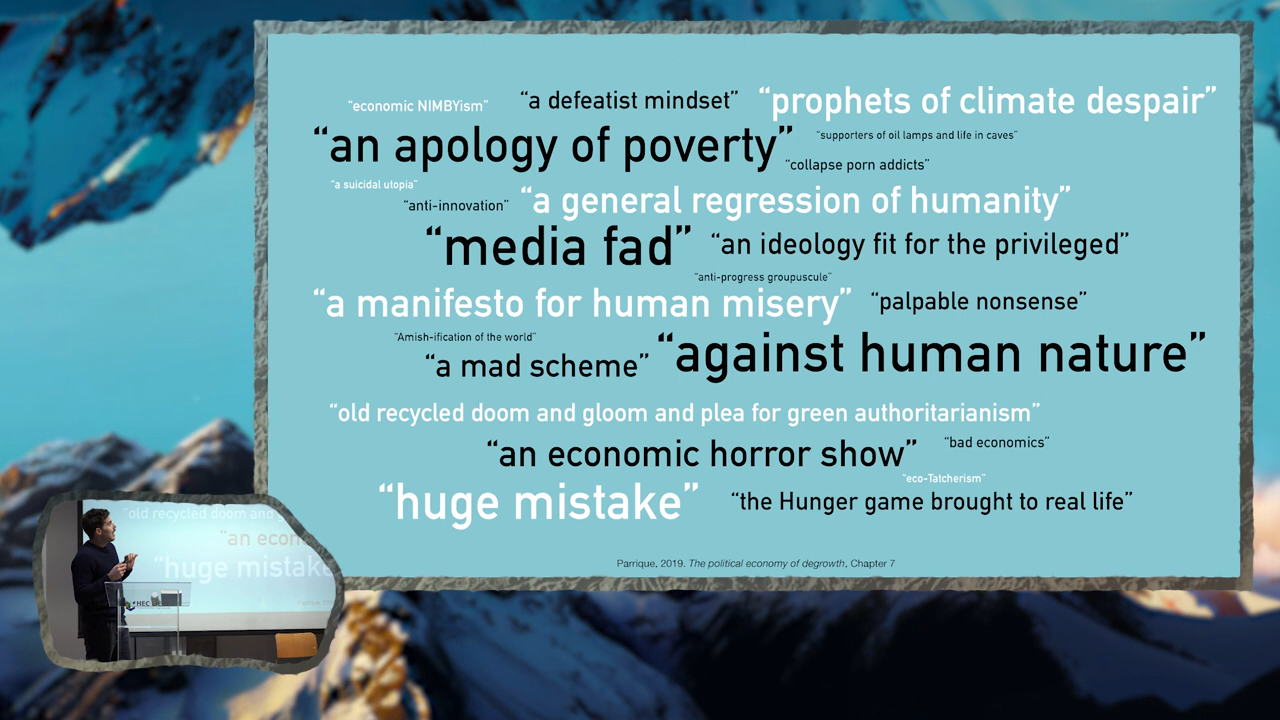 “economic NIMBYism” “a defeatist mindset” “prophets of climate despair”
“an apology of poverty” “supporters of oil lamps and life in caves”
“collapse porn addicts”
“a suicidal utopia”
“anti-innovation” “a general regression of humanity”
“media fad” “an ideology fit for the privileged”
“anti-progress groupuscule”
“a manifesto for human misery” “palpable nonsense”
“Amish-ification of the world”
“a mad scheme” “against human nature”
“old recycled doom and gloom and plea for green authoritarianism”
“an economic horror show” “bad economics”
“eco-Tatcherism”
“huge mistake” “the Hunger game brought to real life”
Parrique, 2019. The political economy of degrowth, Chapter 7
“old recycled doom and g
“an econ
“huge mistake
HEC